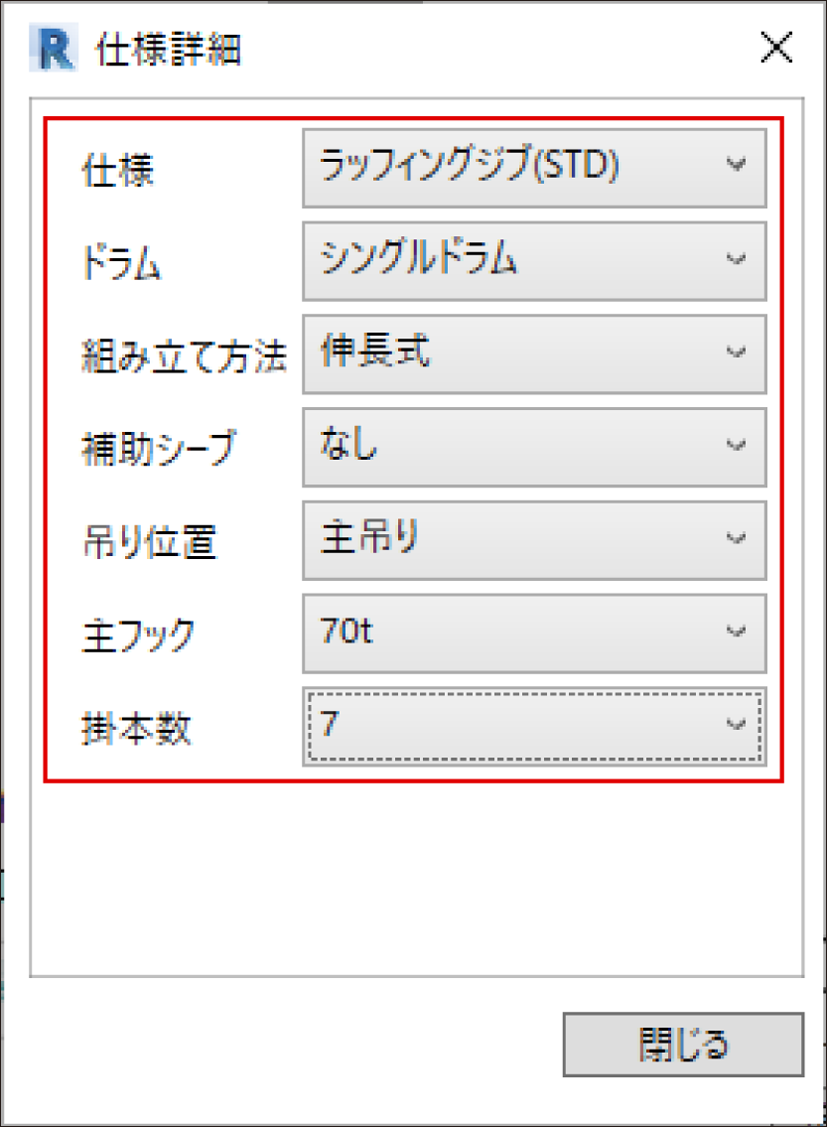 R 仕様詳細
仕様 ラッフィングジブ(STD)
ドラム シングルドラム
組み立て方法 伸長式
補助シーブ なし
吊り位置 主吊り
主フック 70t
掛本数 7
閉じる